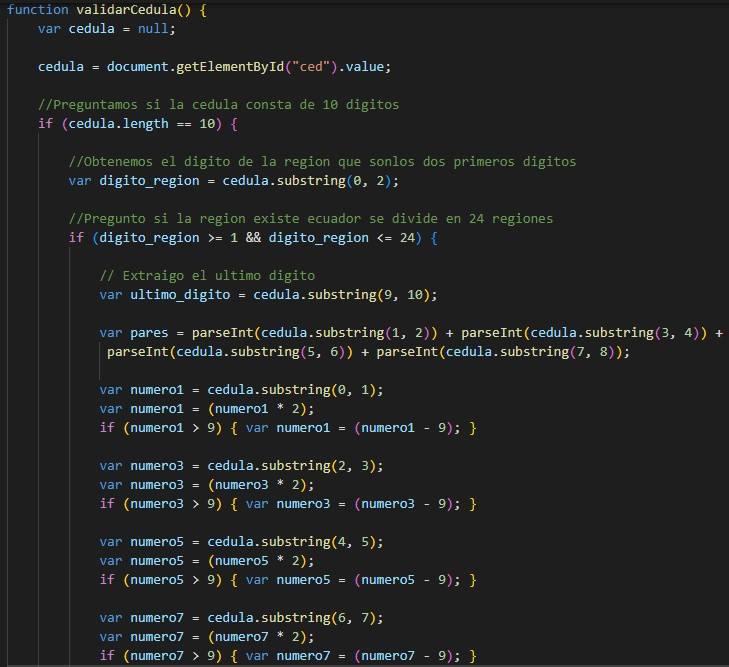 function validarCedula() {
var cedula = null;
cedula = document.getElementById("ced").value;
//Preguntamos si la cedula consta de 10 digitos
if (cedula.length == 10) {
//Obtenemos el digito de la region que sonlos dos primeros digitos
var digito_region = cedula.substring(0, 2);
//Pregunto si la region existe ecuador se divide en 24 regiones
if (digito_region >= 1 && digito_region <= 24) {
// Extraigo el ultimo digito
var ultimo_digito = cedula.substring(9, 10);
var pares = parseInt(cedula.substring(1, 2)) + parseInt(cedula.substring(3, 4)) +
parseInt(cedula.substring(5, 6)) + parseInt(cedula.substring(7, 8));
var numero1 = cedula.substring(0, 1);
var numero1 = (numero1 * 2);
if (numero1 > 9) { var numero1 = (numero1 - 9); }
var numero3 = cedula.substring(2, 3);
var numero3 = (numero3 * 2);
if (numero3 > 9) { var numero3 = (numero3 - 9); }
var numero5 = cedula.substring(4, 5);
var numero5 = (numero5 * 2);
if (numero5 > 9) { var numero5 = (numero5 - 9); }
var numero7 = cedula.substring(6, 7);
var numero7 = (numero7 * 2);
if (numero7 > 9) { var numero7 = (numero7 - 9); }